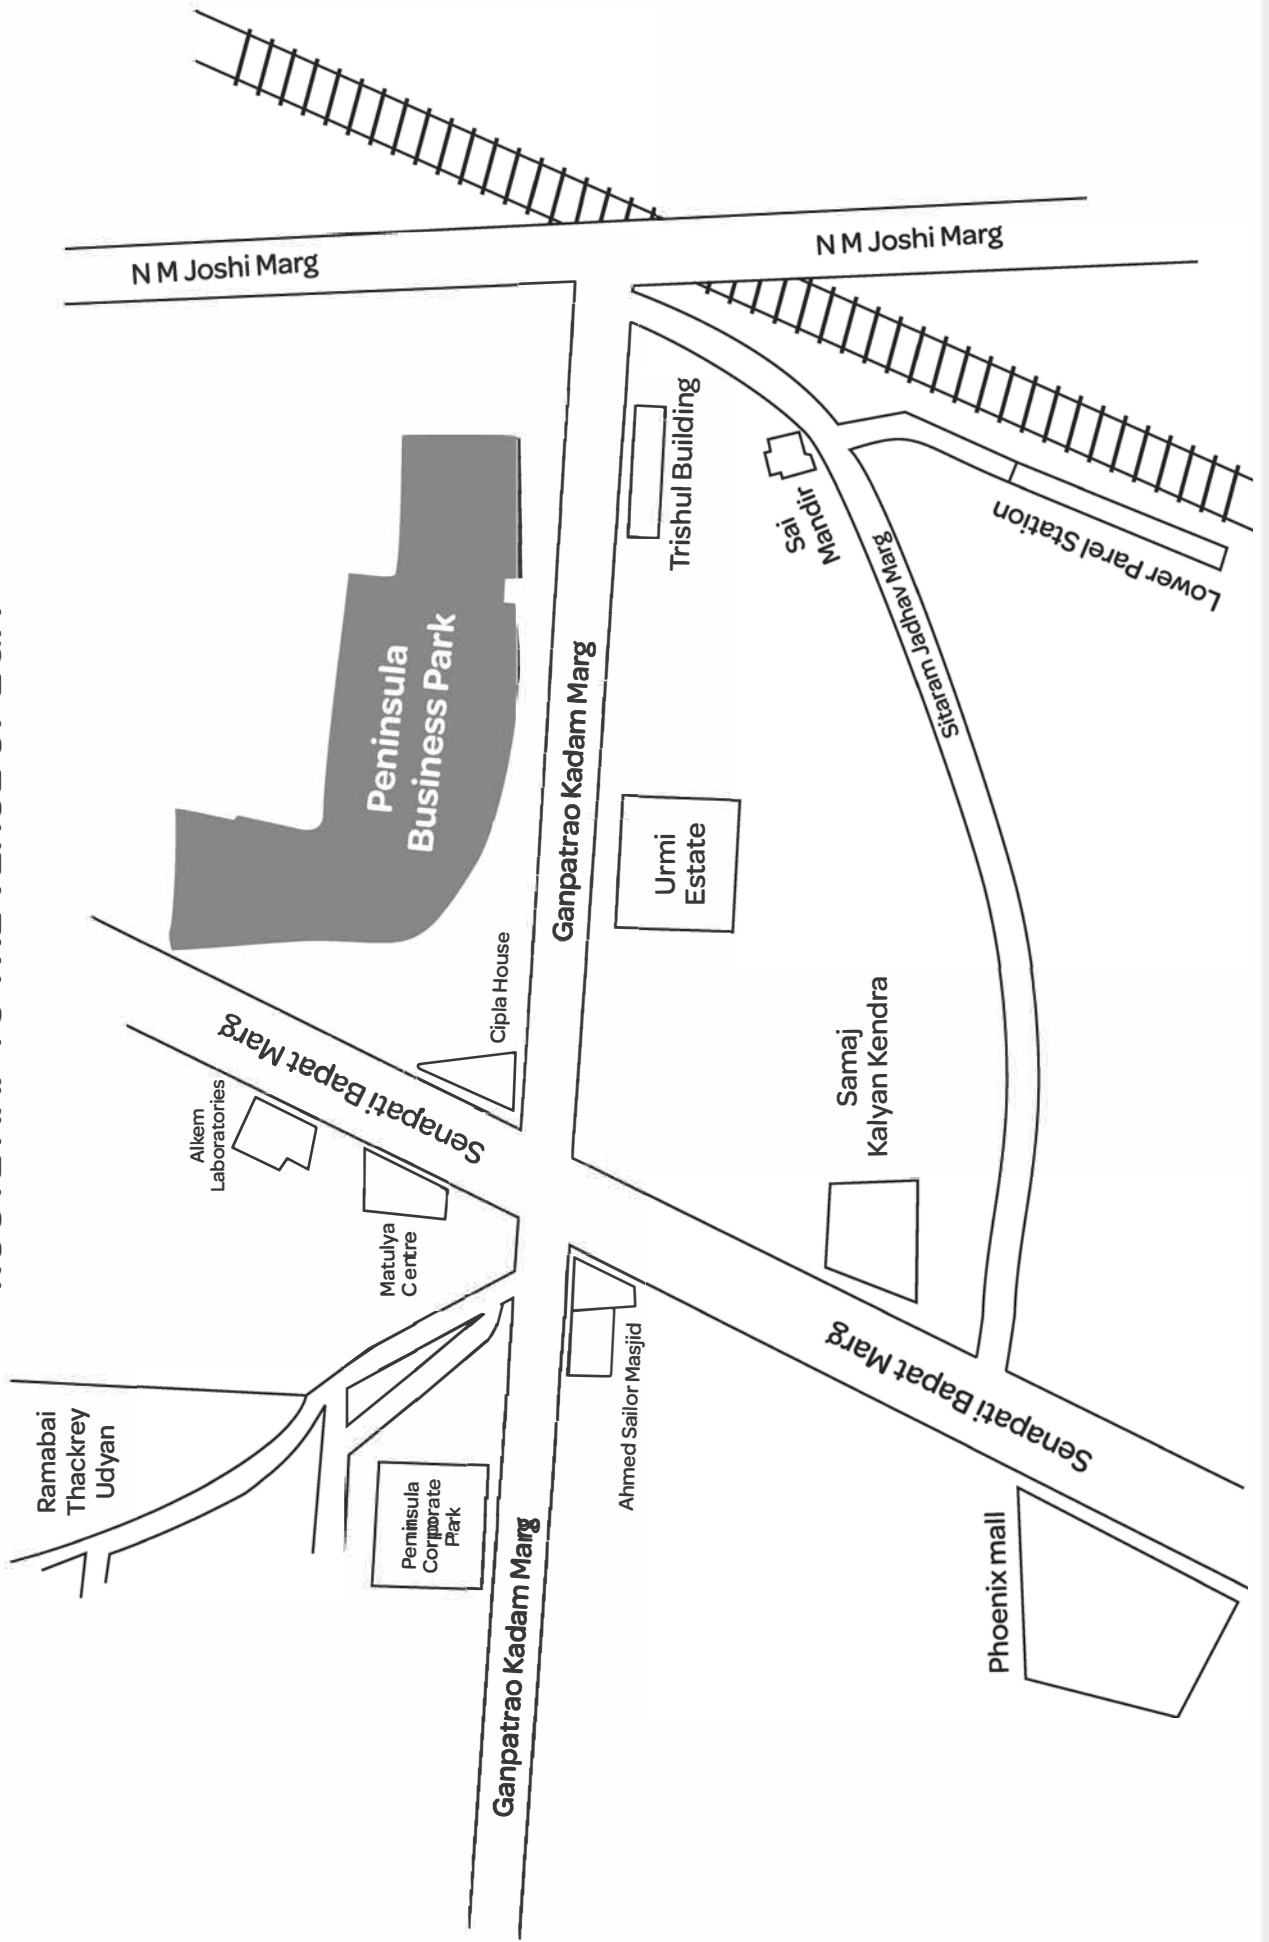 N M Joshi Marg
N M Joshi Marg
Peninsula
Business Park
Trishul Building
Sai
Mandir
Lower Parel Station
Sitaram Jadhav Marg
Ganpatrao Kadam Marg
Urmi
Estate
Cipla House
Senapati Bapat Marg
Alkem
Laboratories
Matulya
Centre
Samaj
Kalyan Kendra
Ramabai
Thackrey
Udyan
Peninsula
Corporate
Park
Ahmed Sailor Masjid
Senapati Bapat Marg
Ganpatrao Kadam Marg
Phoenix mall